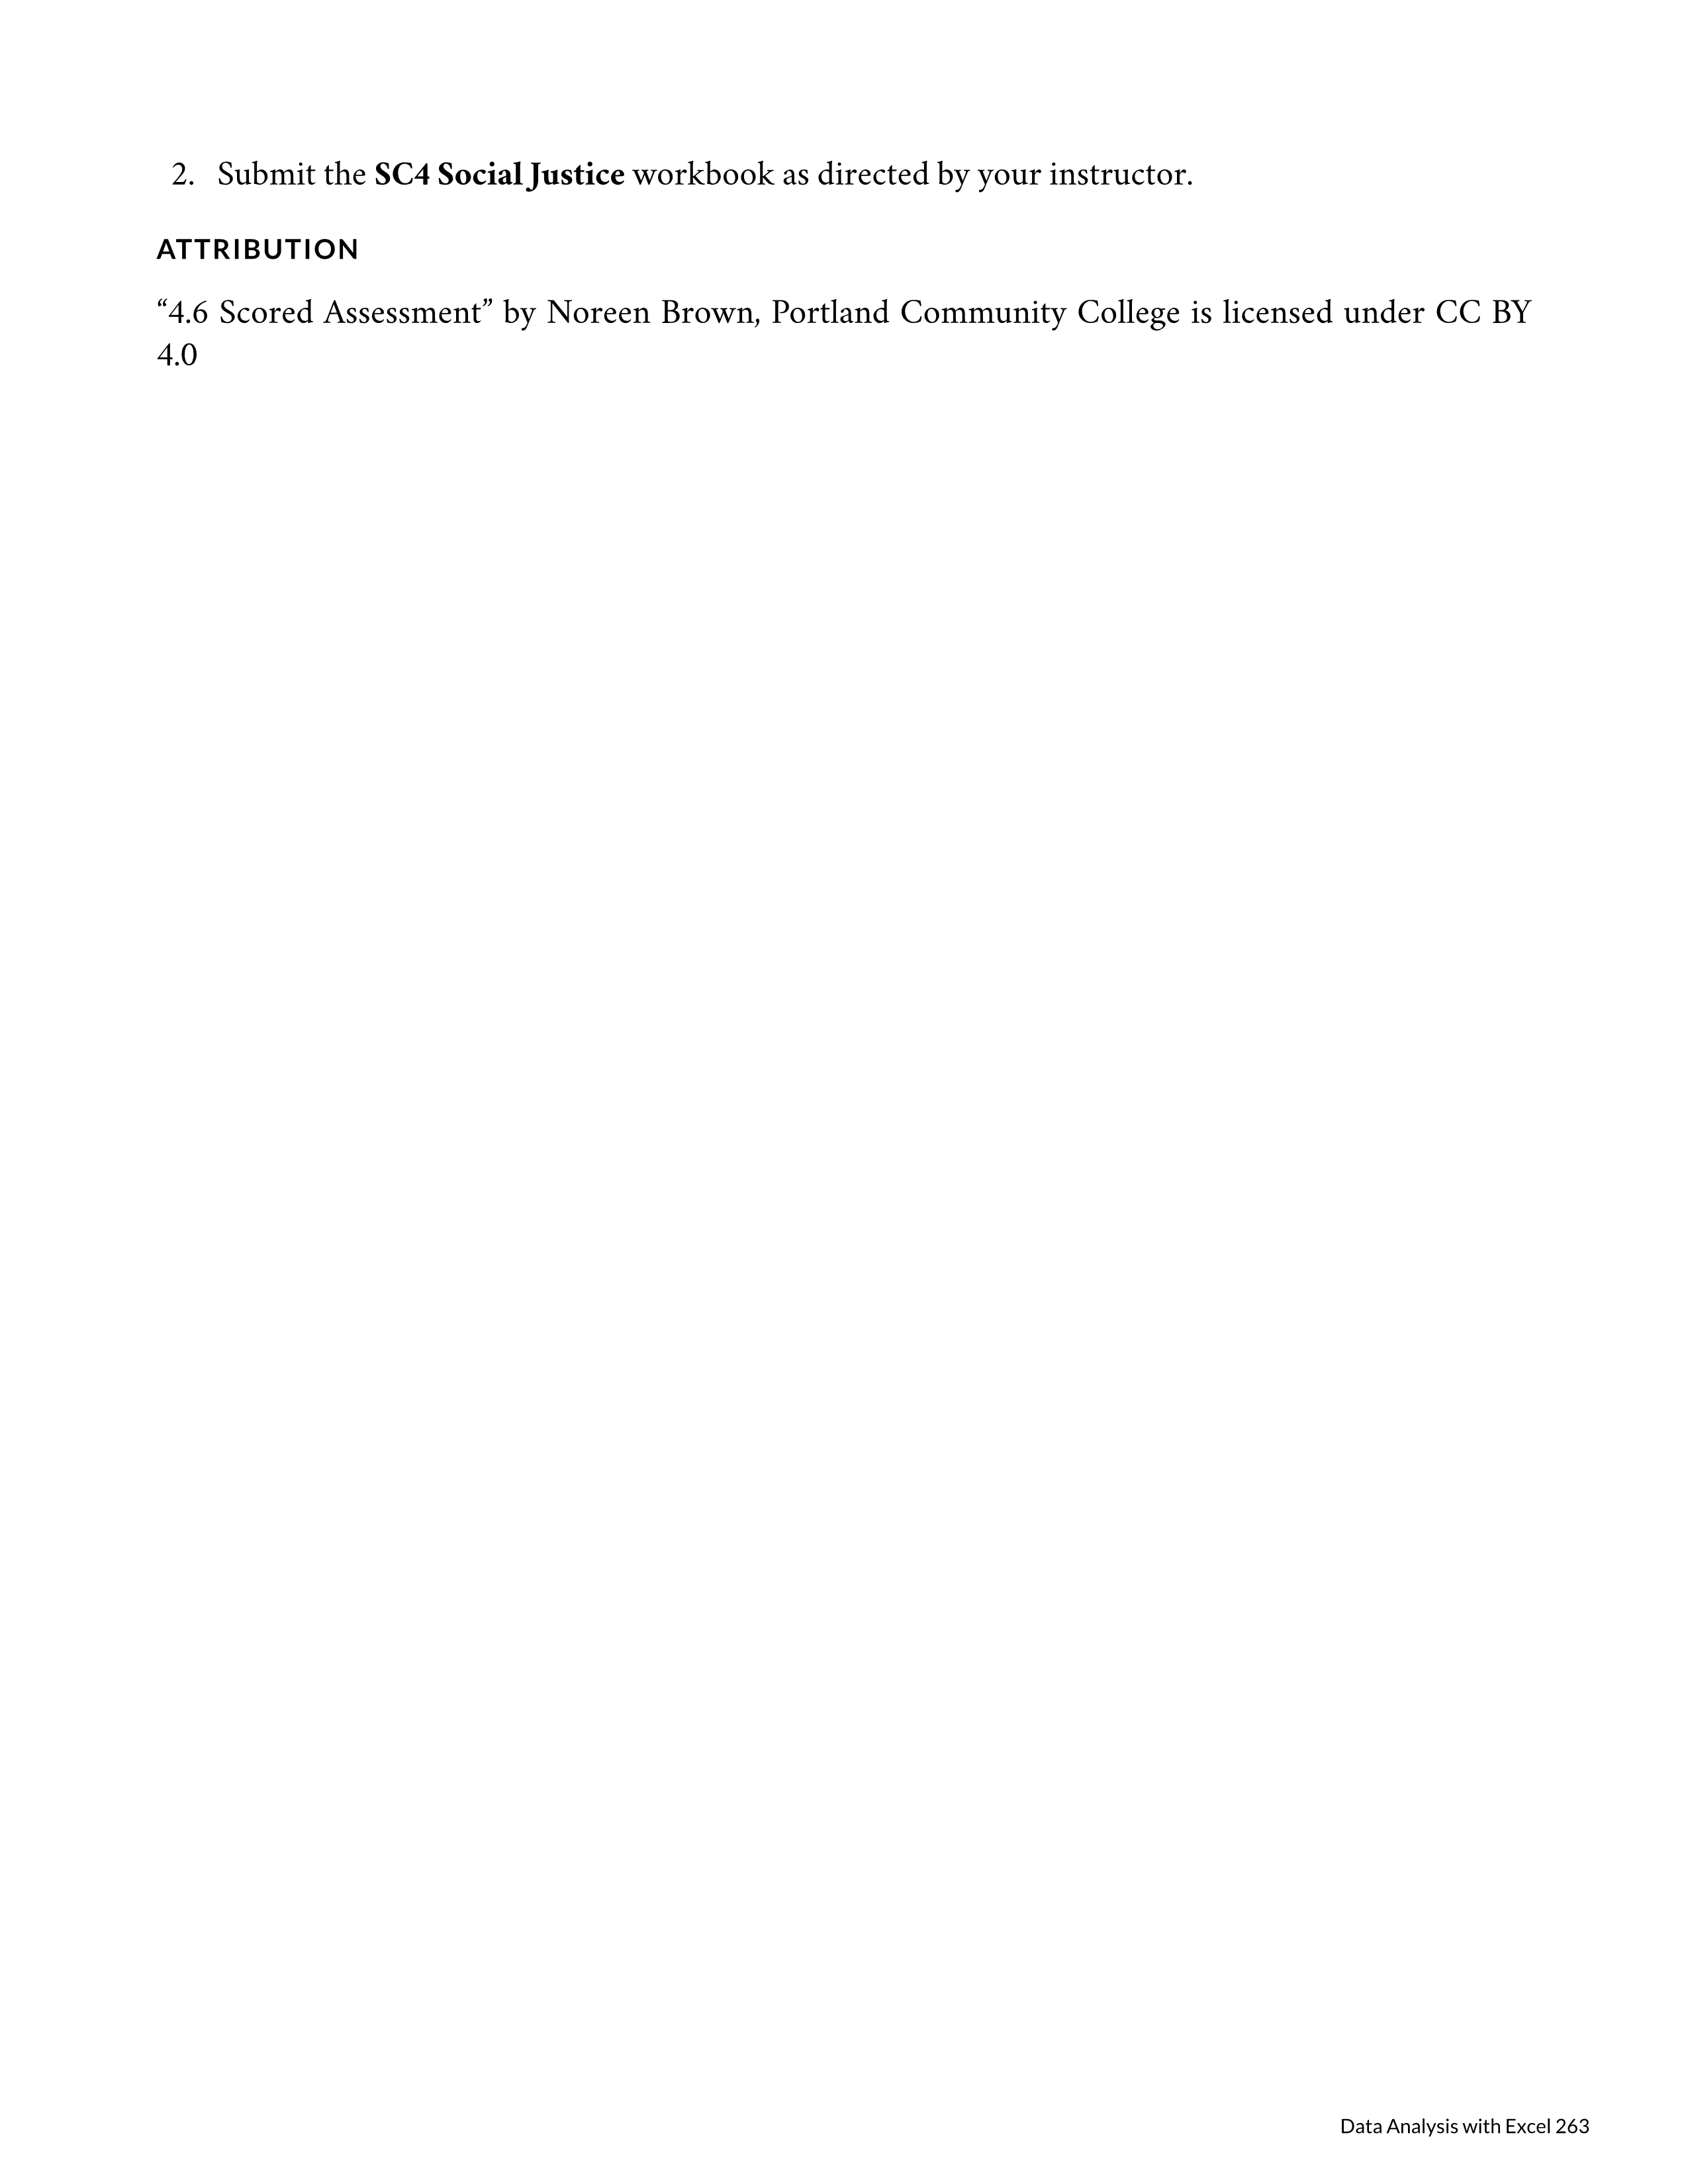 2. Submit the SC4 Social Justice workbook as directed by your instructor.
ATTRIBUTION
“4.6 Scored Assessment” by Noreen Brown, Portland Community College is licensed under CC BY
4.0
Data Analysis with Excel 263